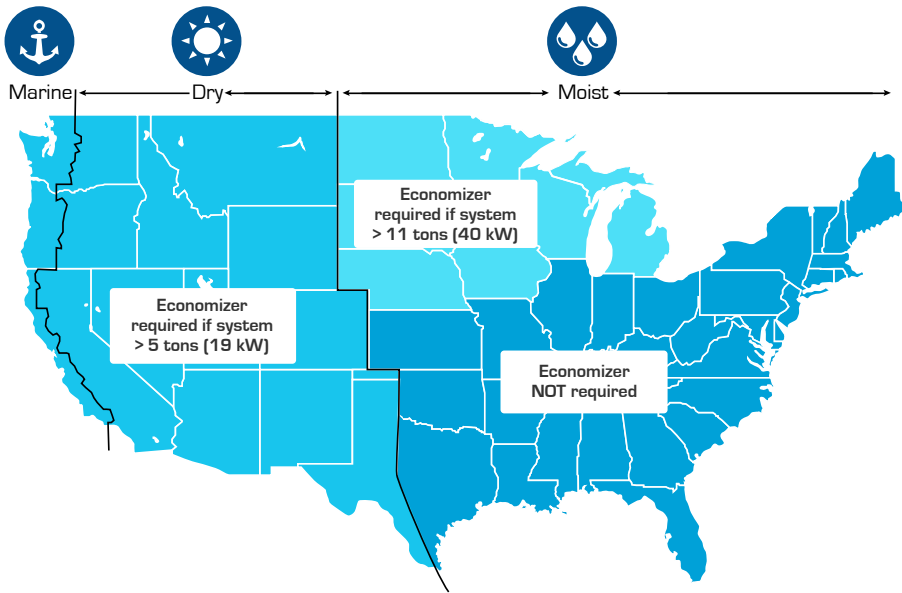 Marine
Dry
Moist
Economizer
required if system
> 11 tons (40 kW)
Economizer
required if system
> 5 tons (19 kW)
Economizer
NOT required